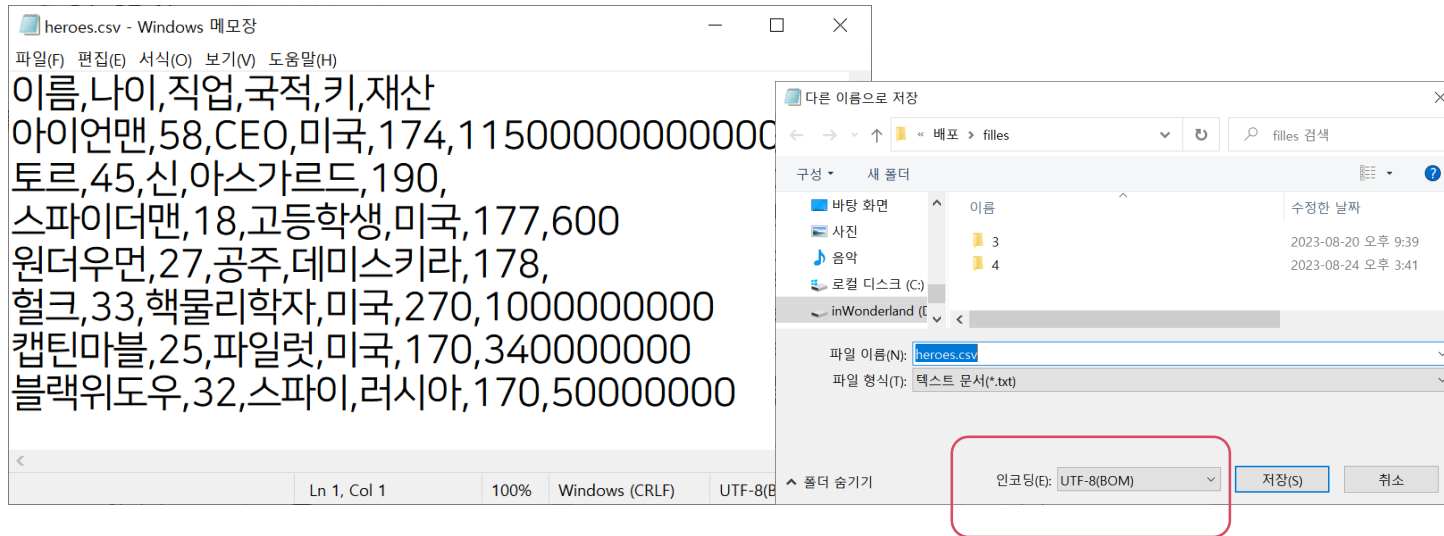 heroes.csv - Windows 메모장
파일(F) 편집(E) 서식(O) 보기(V) 도움말(H)
이름,나이,직업,국적,키,재산
아이언맨,58,CEO,미국,174,11500000000000
토르,45,신,아스가르드,190,
스파이더맨,18,고등학생,미국,177,600
원더우먼,27,공주,데미스키라,178,
헐크,33,핵물리학자,미국,270,1000000000
캡틴마블,25,파일럿,미국,170,340000000
블랙위도우,32,스파이,러시아,170,50000000
Ln 1, Col 1 100% Windows (CRLF) UTF-8(B
다른 이름으로 저장
« 배포 > filles filles 검색
구성 새 폴더
바탕 화면
사진
음악
로컬 디스크 (C:)
inWonderland (D
이름 수정한 날짜
3 2023-08-20 오후 9:39
4 2023-08-24 오후 3:41
파일 이름(N): heroes.csv
파일 형식(T): 텍스트 문서(*.txt)
폴더 숨기기 인코딩(E): UTF-8(BOM) 저장(S) 취소